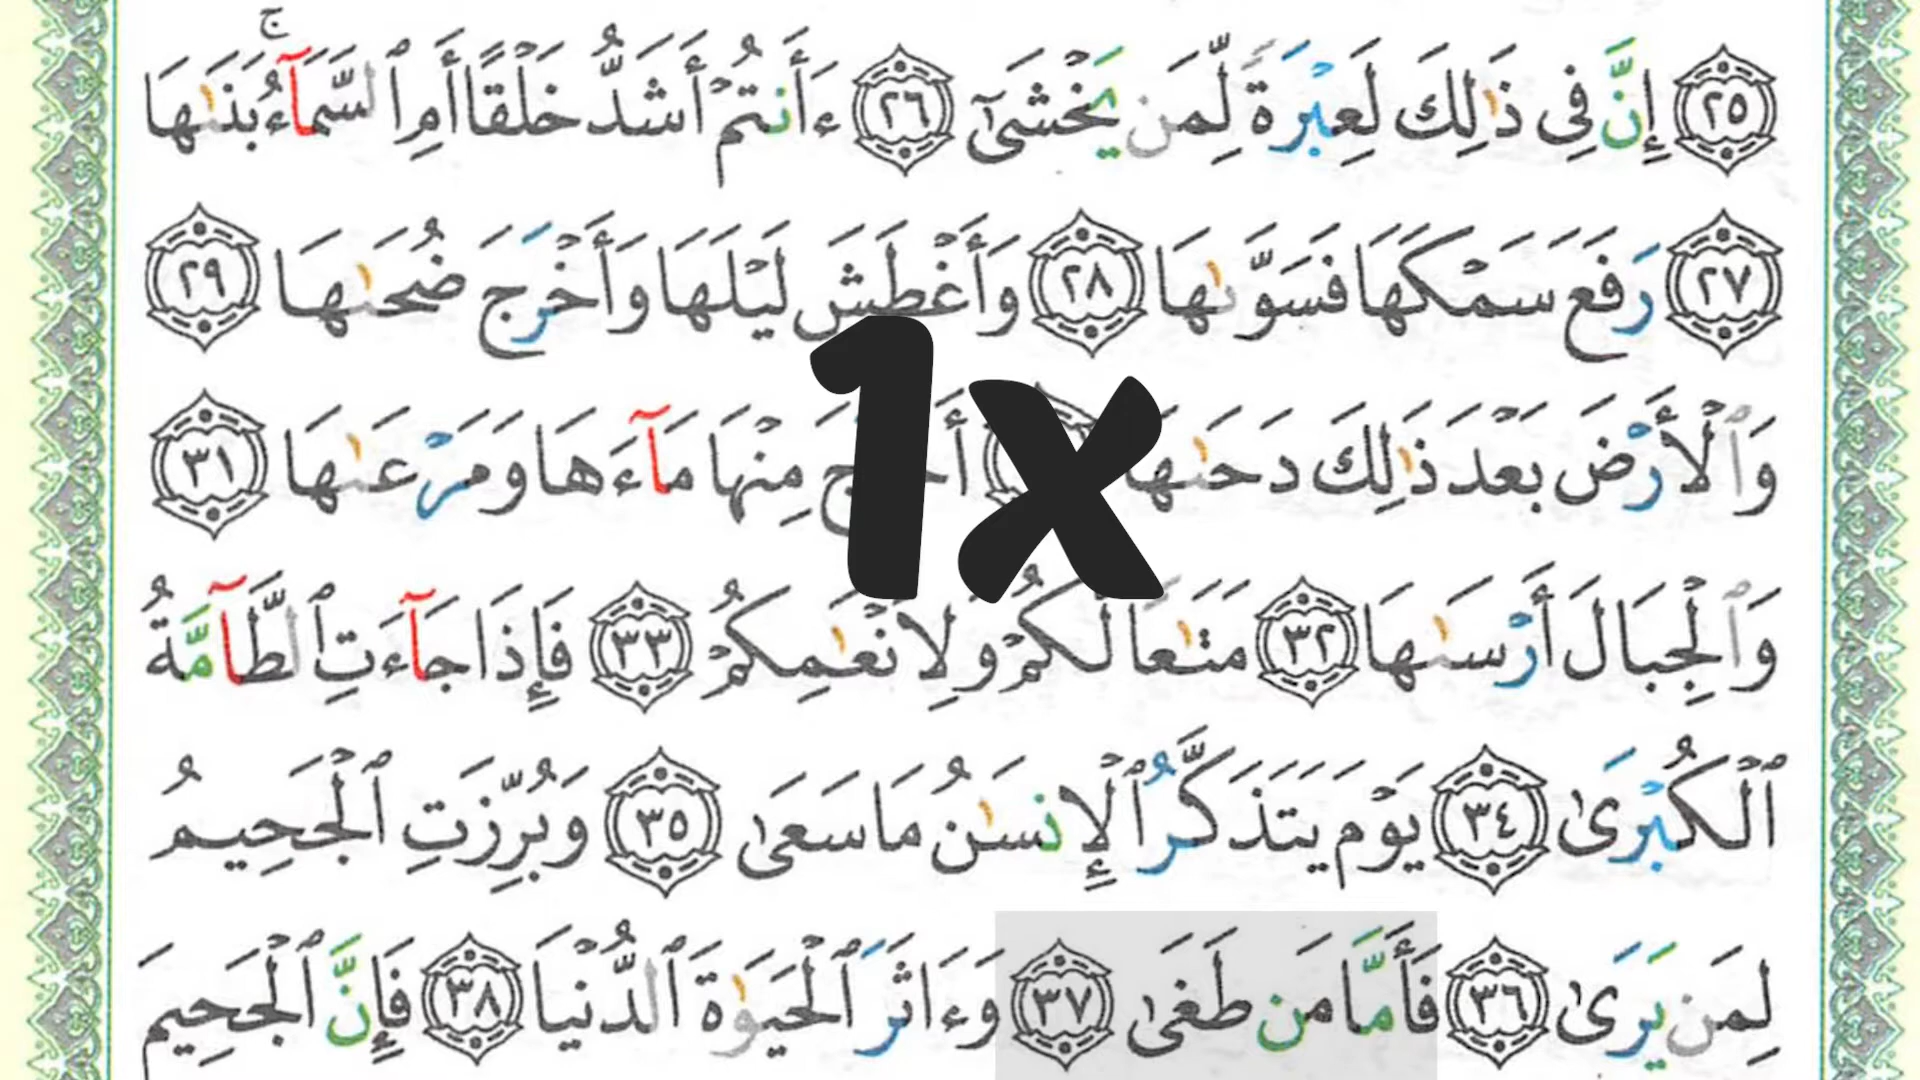 ٢٥ إِنَّ فِى ذَٰلِكَ لَعِبْرَةً لِّمَن يَخْشَىٰٓ ٢٦ ءَأَنتُمْ أَشَدُّ خَلْقًا أَمِ ٱلسَّمَآءُ ۚ بَنَىٰهَا
٢٧ رَفَعَ سَمْكَهَا فَسَوَّىٰهَا ٢٨ وَأَغْطَشَ لَيْلَهَا وَأَخْرَجَ ضُحَىٰهَا ٢٩
وَٱلْأَرْضَ بَعْدَ ذَٰلِكَ دَحَىٰهَا مِنْهَا مَآءَهَا وَمَرْعَىٰهَا ٣١
وَٱلْجِبَالَ أَرْسَىٰهَا ٣٢ مَتَٰعًا لَّكُمْ وَلِأَنْعَٰمِكُمْ ٣٣ فَإِذَا جَآءَتِ ٱلطَّآمَّةُ
ٱلْكُبْرَىٰ ٣٤ يَوْمَ يَتَذَكَّرُ ٱلْإِنسَٰنُ مَا سَعَىٰ ٣٥ وَبُرِّزَتِ ٱلْجَحِيمُ
لِمَن يَرَىٰ ٣٦ فَأَمَّا مَن طَغَىٰ ٣٧ وَءَاثَرَ ٱلْحَيَوٰةَ ٱلدُّنْيَا ٣٨ فَإِنَّ ٱلْجَحِيمَ
1x